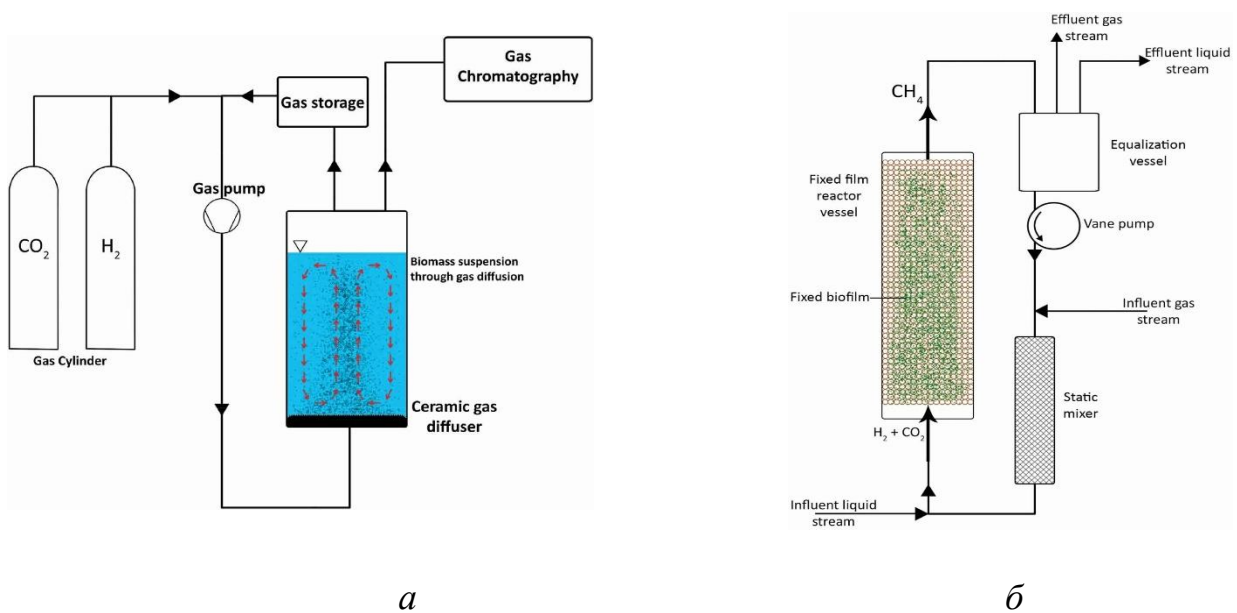 Gas
Chromatography
Gas storage
Gas pump
CO2
H2
Gas Cylinder
Biomass suspension
through gas diffusion
Ceramic gas
diffuser
Effluent gas
stream
Effluent liquid
stream
CH4
Equalization
vessel
Fixed film
reactor
vessel
Vane pump
Fixed biofilm
Influent gas
stream
Static
mixer
H2 + CO2
Influent liquid
stream
а
б